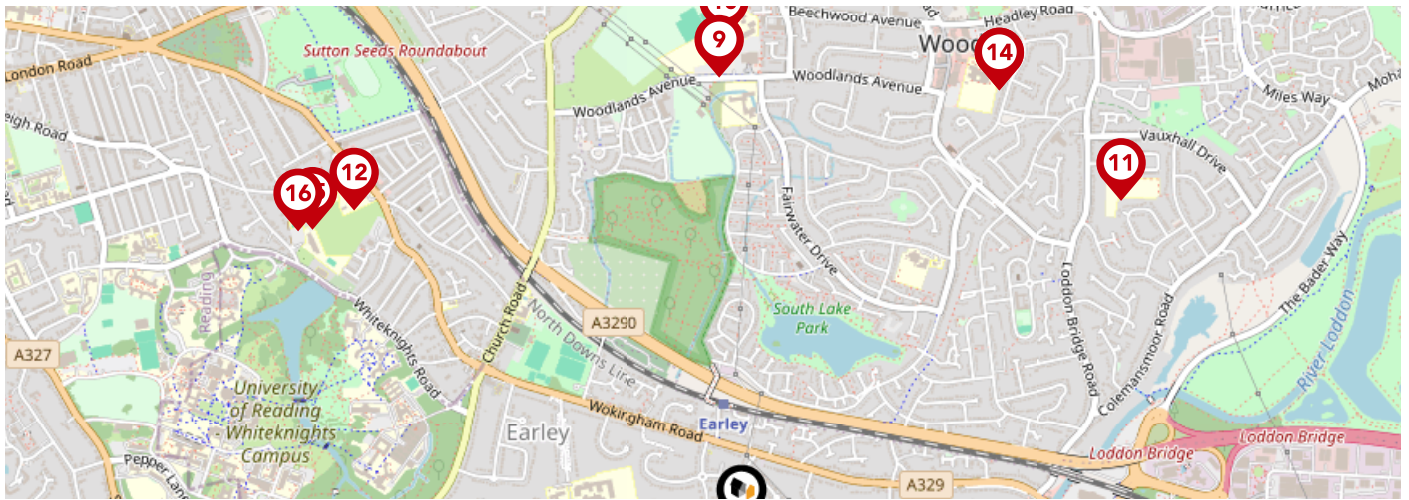 Beechwood Avenue
Headley Road
9
14
Sutton Seeds Roundabout
London Road
Woodlands Avenue
Woodlands Avenue
Miles Way
Vauxhall Drive
12
16
11
Fairwater Drive
Reading
Church Road
North Downs Line
A3290
South Lake
Park
Loddon Bridge Road
The Bader Way
River Loddon
Colemansmoor Road
A327
Whiteknights Road
University
of Reading
- Whiteknights
Campus
Earley
Wokingham Road
Earley
Loddon Bridge
Loddon Bridge
A329
Pepper Lane